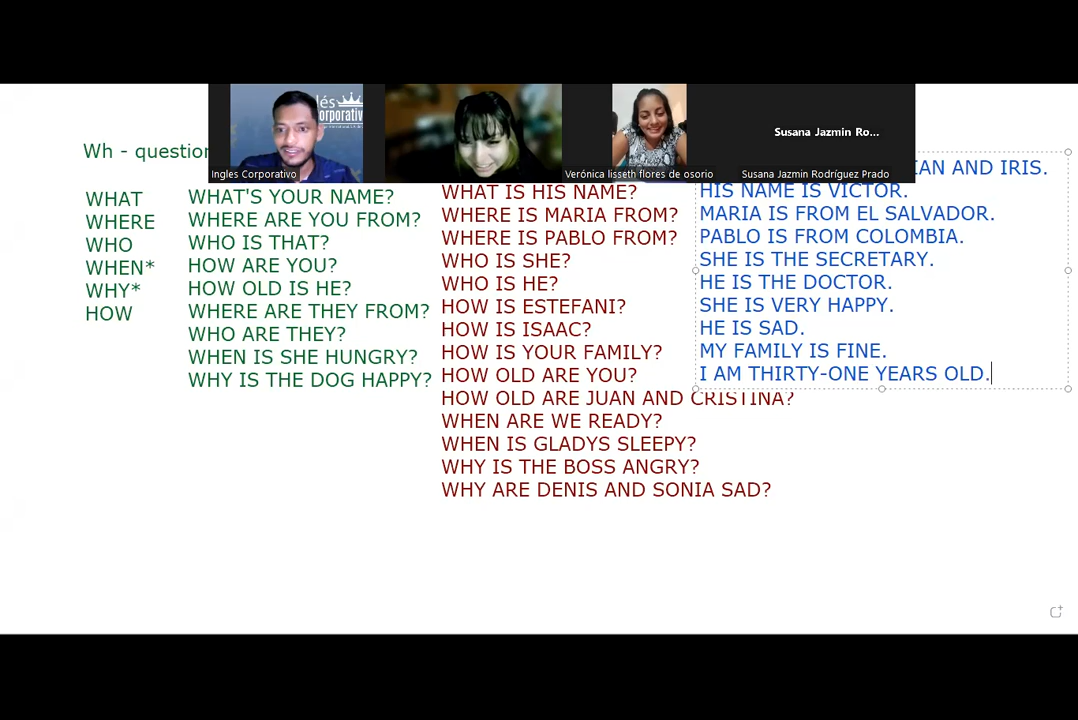 lés
orporativ
Susana Jazmin Ro...
Ingles Corporativo
Verónica lisseth flores de osorio
Susana Jazmin Rodríguez Prado
Wh - question
WHAT
WHERE
WHO
WHEN*
WHY*
HOW
WHAT'S YOUR NAME?
WHERE ARE YOU FROM?
WHO IS THAT?
HOW ARE YOU?
HOW OLD IS HE?
WHERE ARE THEY FROM?
WHO ARE THEY?
WHEN IS SHE HUNGRY?
WHY IS THE DOG HAPPY?
WHAT IS HIS NAME?
WHERE IS MARIA FROM?
WHERE IS PABLO FROM?
WHO IS SHE?
WHO IS HE?
HOW IS ESTEFANI?
HOW IS ISAAC?
HOW IS YOUR FAMILY?
HOW OLD ARE YOU?
HOW OLD ARE JUAN AND CRISTINA?
WHEN ARE WE READY?
WHEN IS GLADYS SLEEPY?
WHY IS THE BOSS ANGRY?
WHY ARE DENIS AND SONIA SAD?
IAN AND IRIS.
HIS NAME IS VICTOR.
MARIA IS FROM EL SALVADOR.
PABLO IS FROM COLOMBIA.
SHE IS THE SECRETARY.
HE IS THE DOCTOR.
SHE IS VERY HAPPY.
HE IS SAD.
MY FAMILY IS FINE.
I AM THIRTY-ONE YEARS OLD.